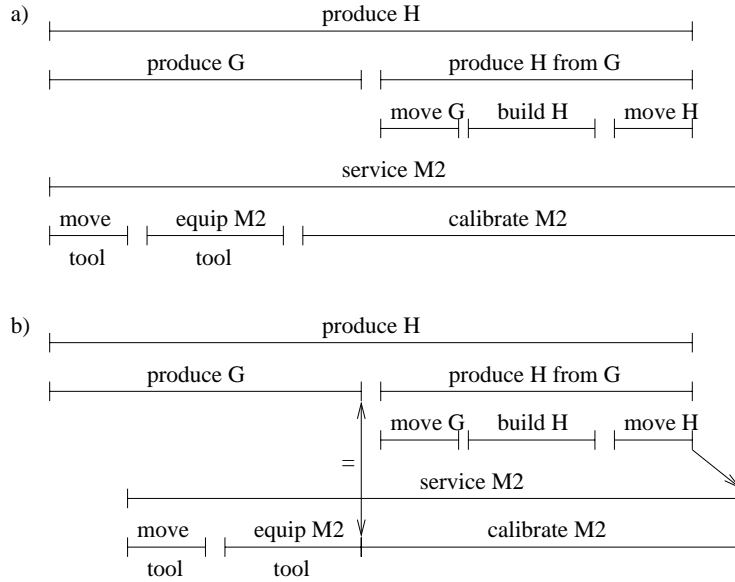 a)
produce H
produce G produce H from G
move G build H move H
service M2
move equip M2 calibrate M2
tool tool
b)
produce H
produce G produce H from G
move G build H move H
=
service M2
move equip M2 calibrate M2
tool tool